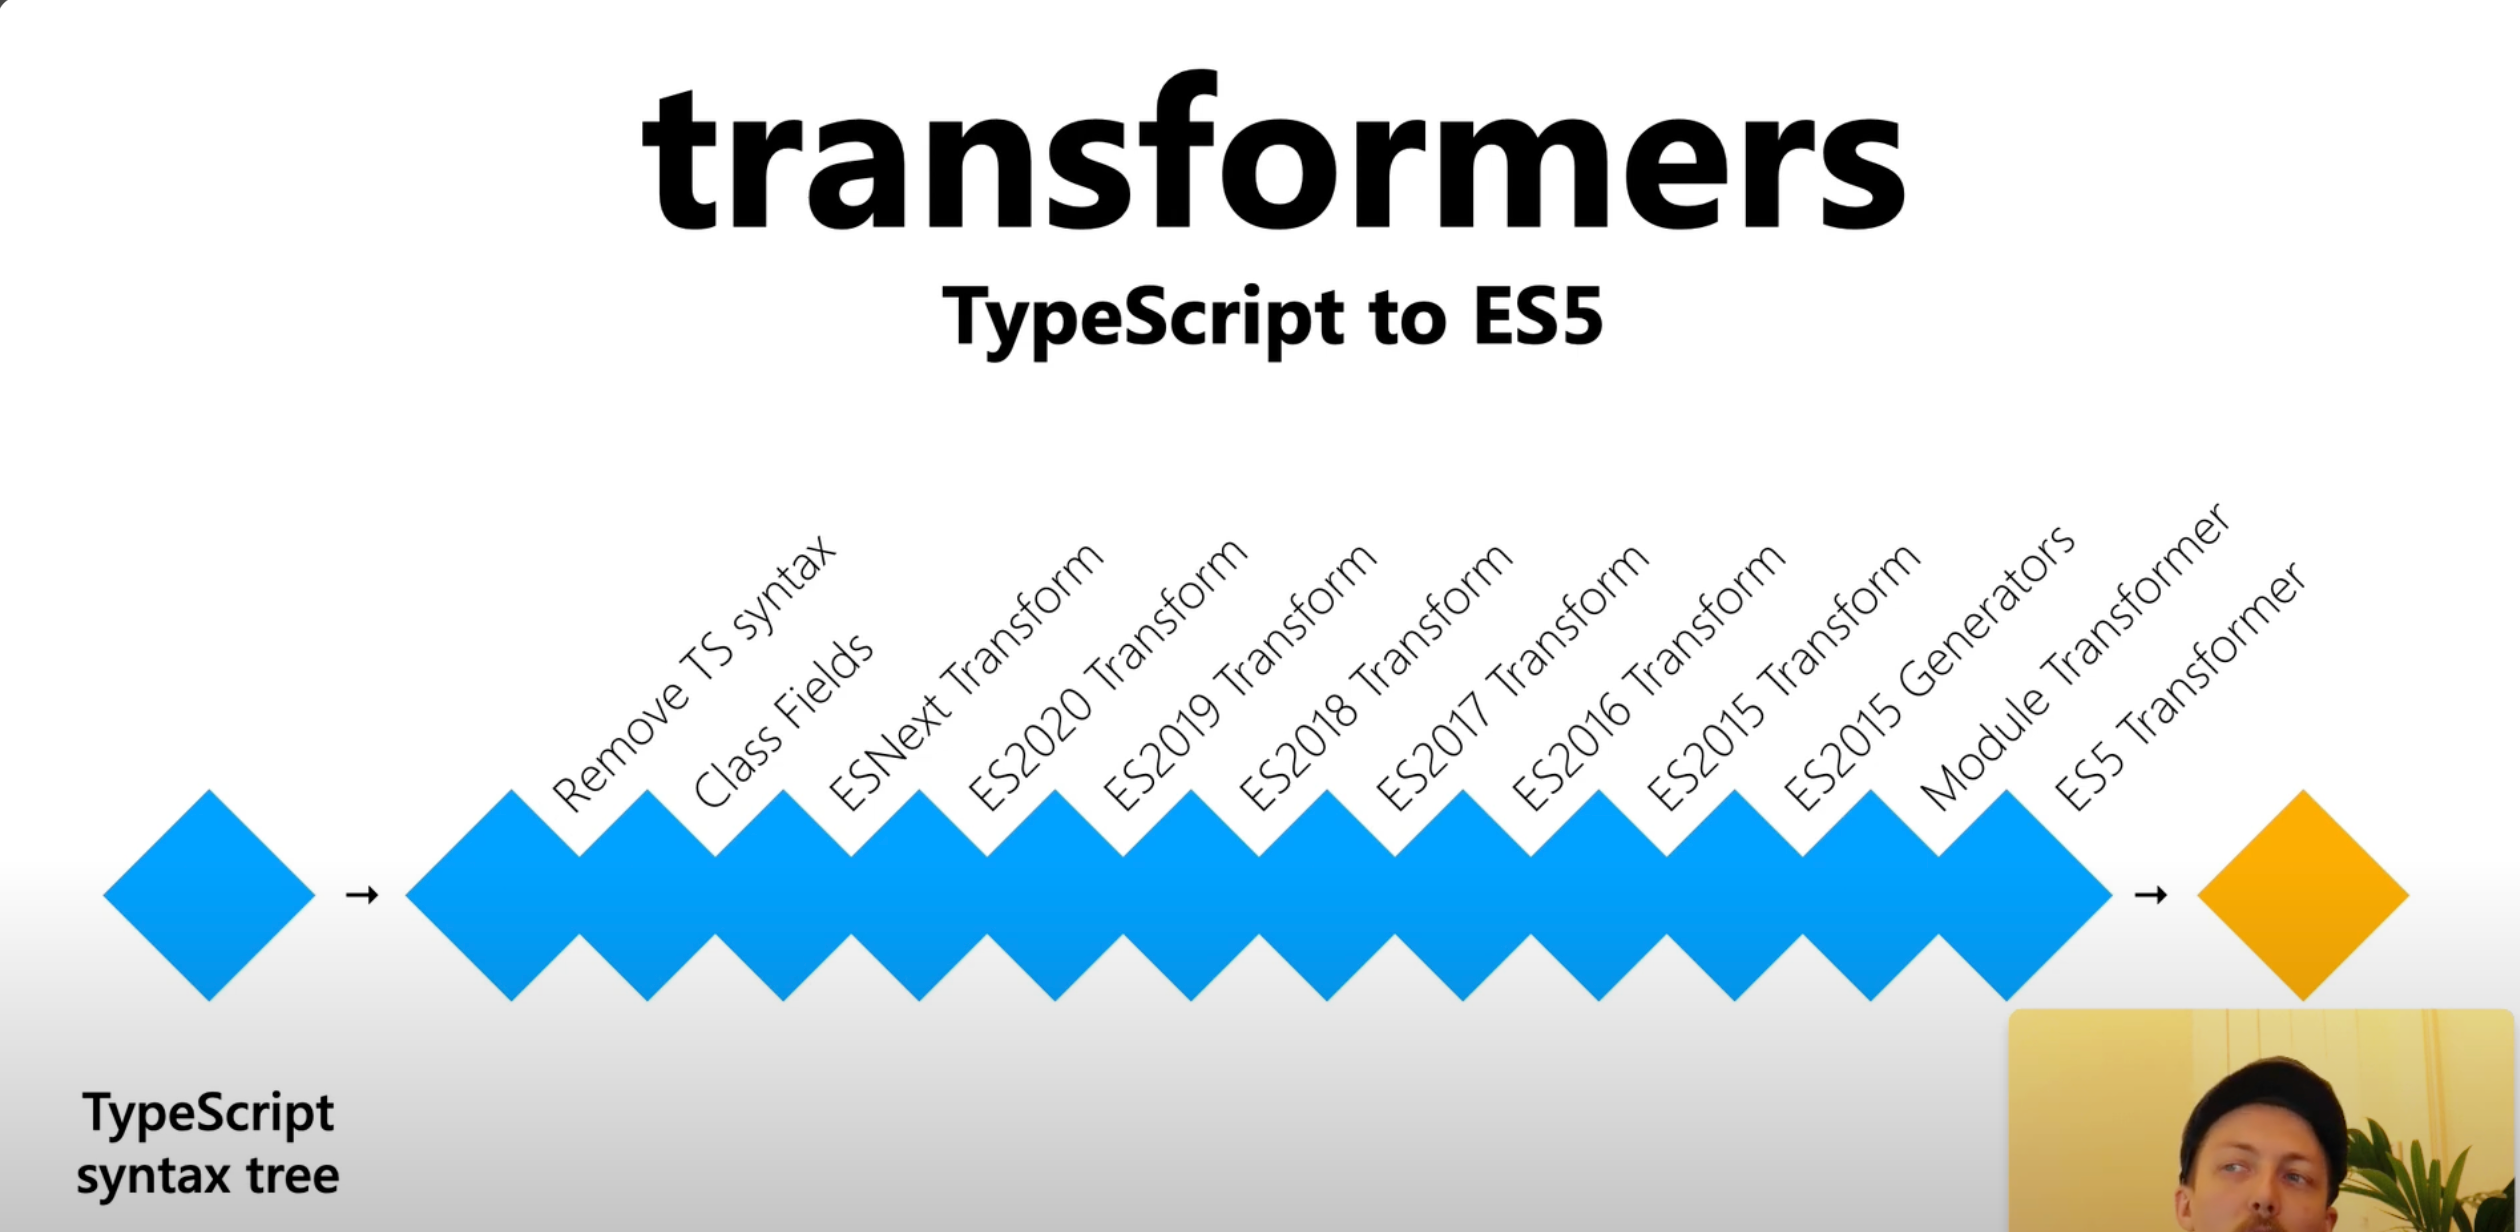 transformers
TypeScript to ES5
Remove TS syntax
Class Fields
ESNext Transform
ES2020 Transform
ES2019 Transform
ES2018 Transform
ES2017 Transform
ES2016 Transform
ES2015 Transform
ES2015 Generators
Module Transformer
ES5 Transformer
TypeScript
syntax tree